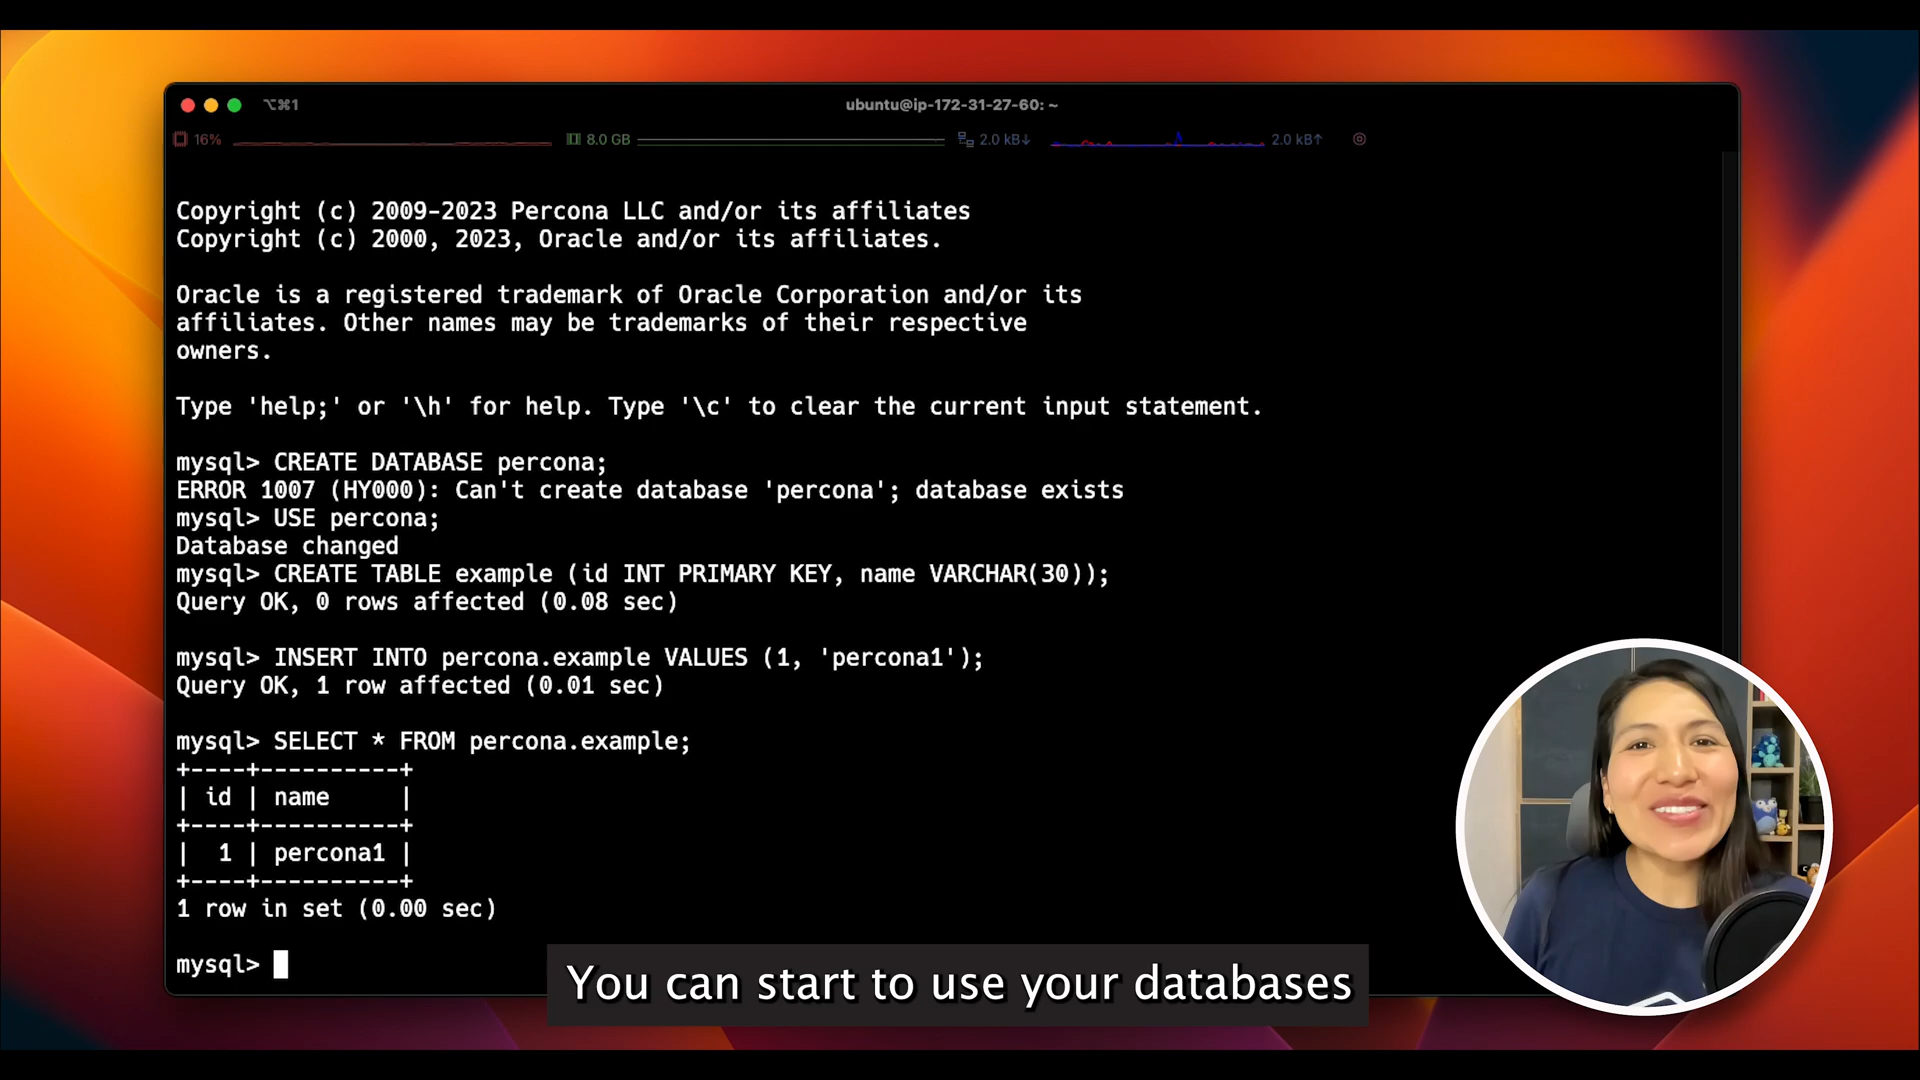 ⌥⌘1
ubuntu@ip-172-31-27-60: ~
16%
8.0 GB
2.0 kB↓
2.0 kB↑
Copyright (c) 2009-2023 Percona LLC and/or its affiliates
Copyright (c) 2000, 2023, Oracle and/or its affiliates.
Oracle is a registered trademark of Oracle Corporation and/or its
affiliates. Other names may be trademarks of their respective
owners.
Type 'help;' or '\h' for help. Type '\c' to clear the current input statement.
mysql> CREATE DATABASE percona;
ERROR 1007 (HY000): Can't create database 'percona'; database exists
mysql> USE percona;
Database changed
mysql> CREATE TABLE example (id INT PRIMARY KEY, name VARCHAR(30));
Query OK, 0 rows affected (0.08 sec)
mysql> INSERT INTO percona.example VALUES (1, 'percona1');
Query OK, 1 row affected (0.01 sec)
mysql> SELECT * FROM percona.example;
+----+----------+
| id | name     |
+----+----------+
|  1 | percona1 |
+----+----------+
1 row in set (0.00 sec)
mysql>
You can start to use your databases